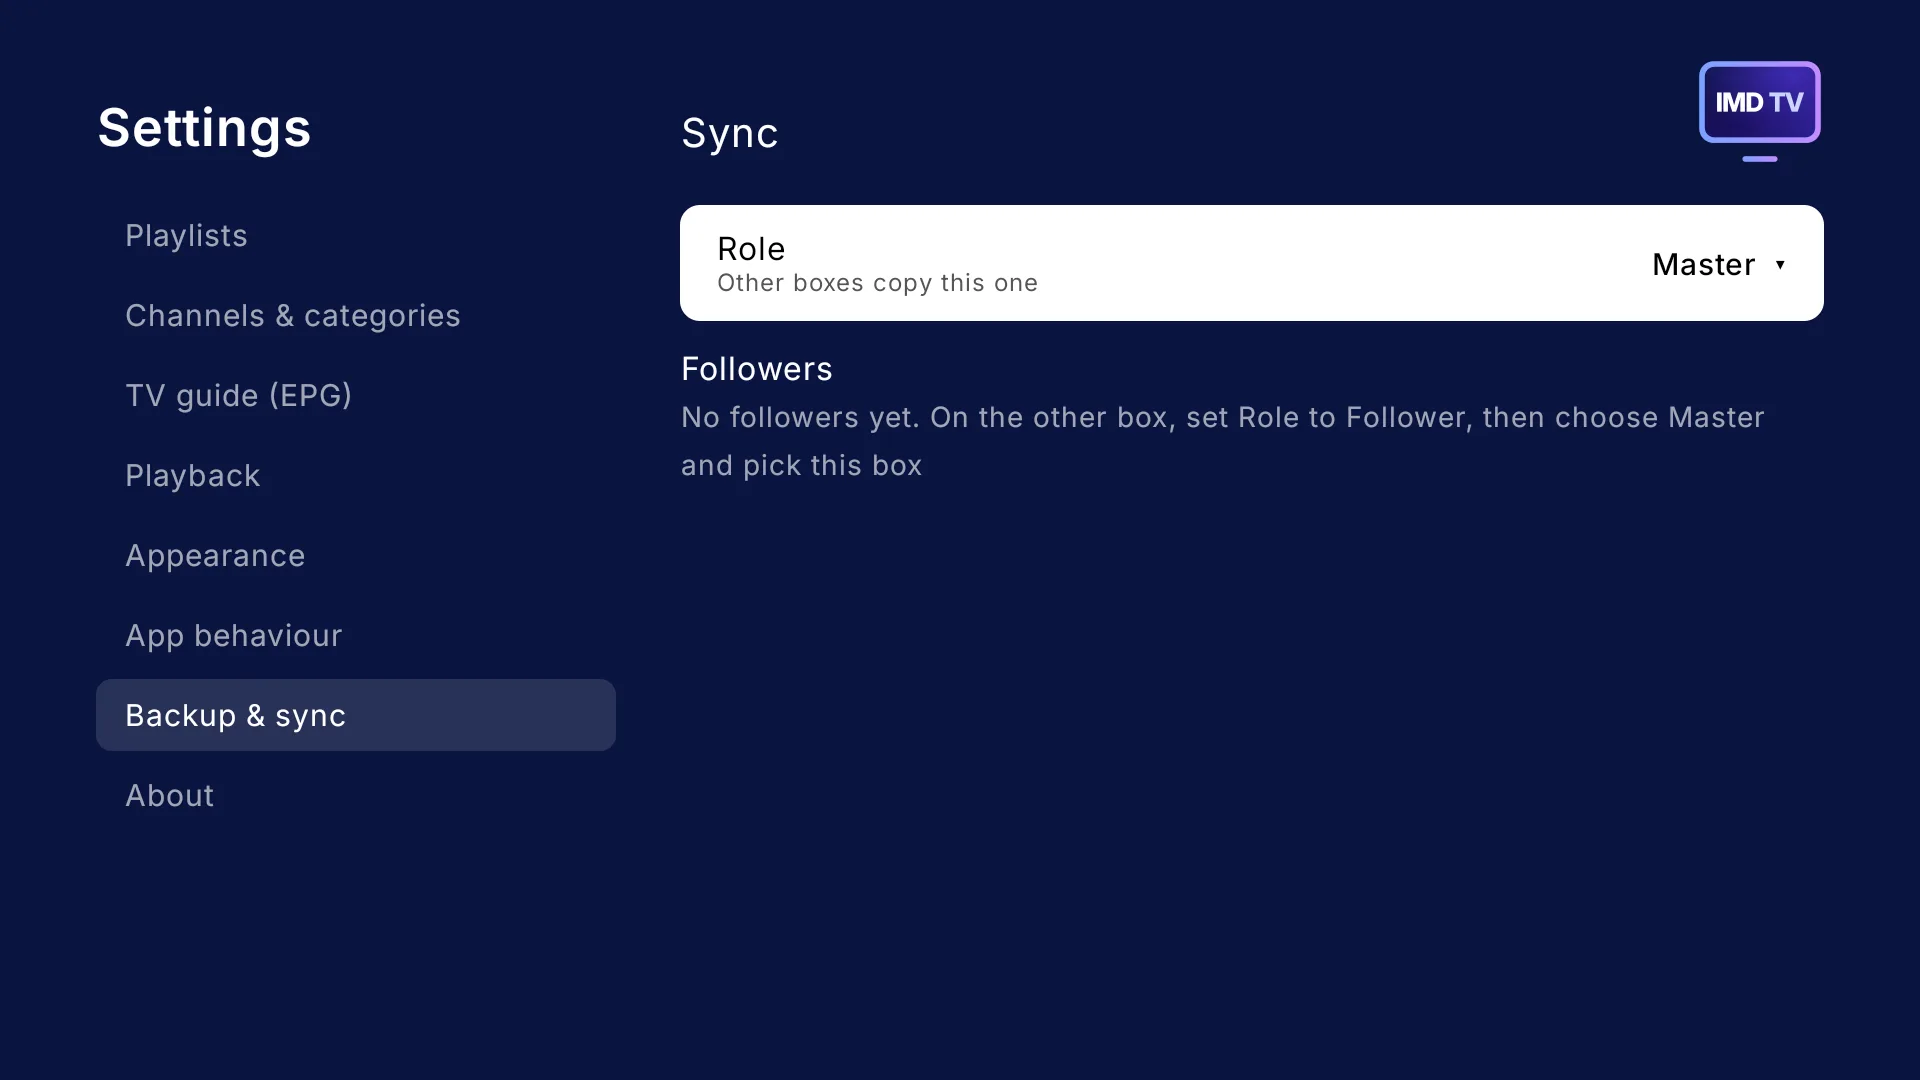 Settings
Playlists
Channels & categories
TV guide (EPG)
Playback
Appearance
App behaviour
Backup & sync
About
IMD TV
Sync
Role
Other boxes copy this one
Master ▾
Followers
No followers yet. On the other box, set Role to Follower, then choose Master
and pick this box